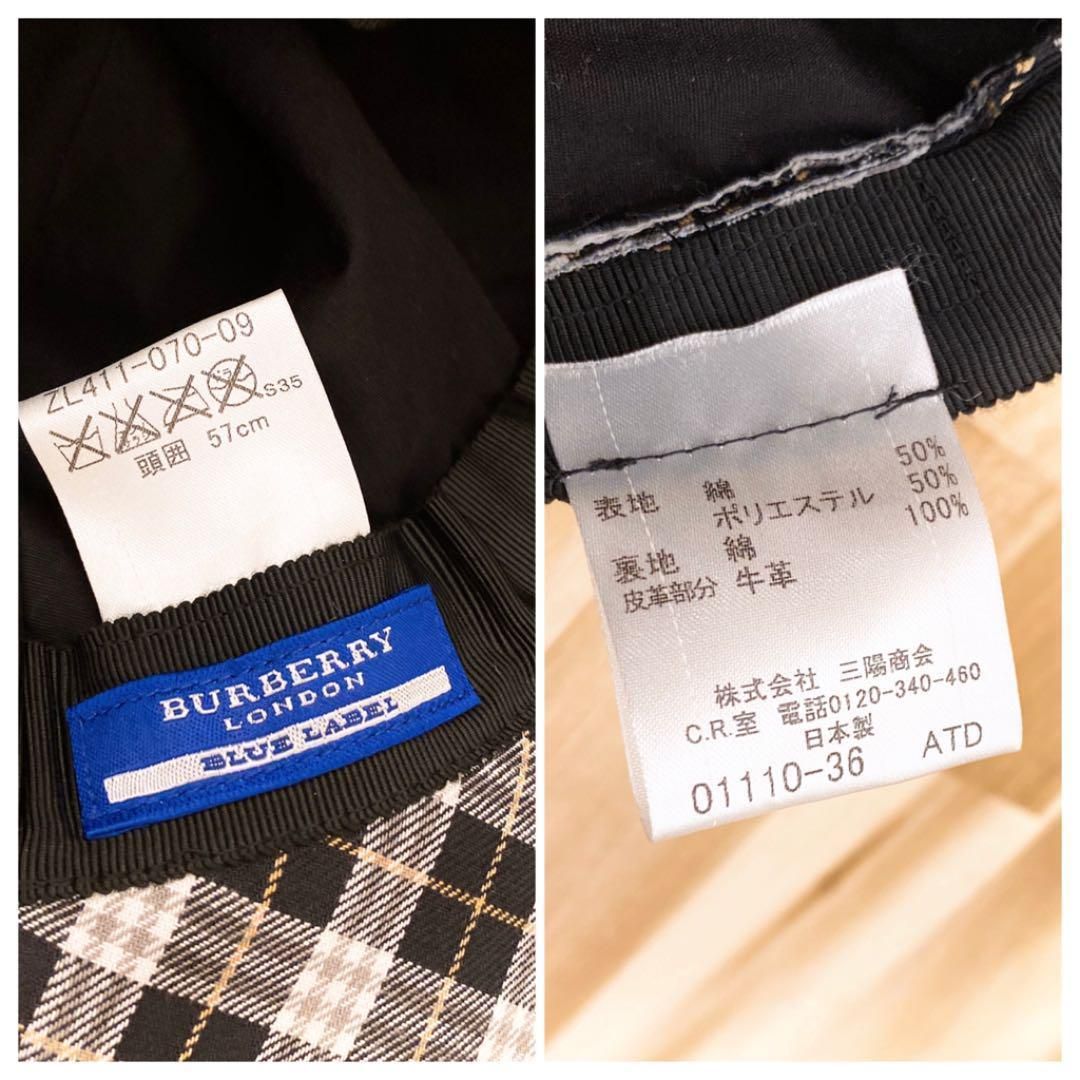 ZL411-070-09
S35
頭囲 57cm
BURBERRY
LONDON
BLUE LABEL
表地 綿 50%
ポリエステル 50%
裏地 綿 100%
皮革部分 牛革
株式会社 三陽商会
C.R.室 電話0120-340-460
日本製
01110-36 ATD